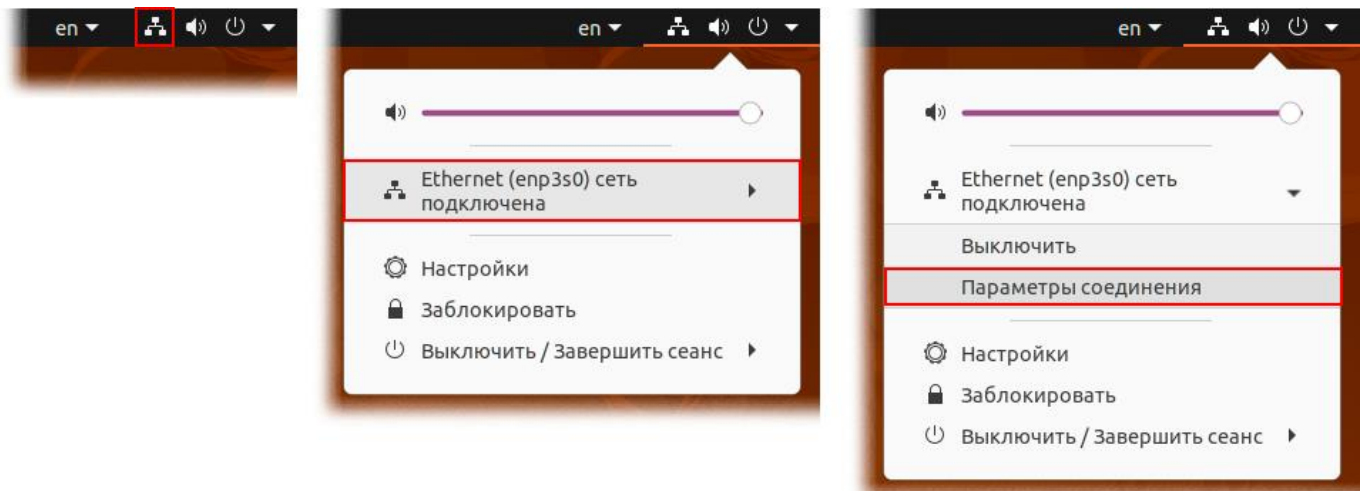 en
en
Ethernet (enp3s0) сеть
подключена
Настройки
Заблокировать
Выключить / Завершить сеанс
en
Ethernet (enp3s0) сеть
подключена
Выключить
Параметры соединения
Настройки
Заблокировать
Выключить / Завершить сеанс